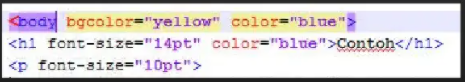 <body bgcolor="yellow" color="blue">
<h1 font-size="14pt" color="blue">Contoh</h1>
<p font-size="10pt">